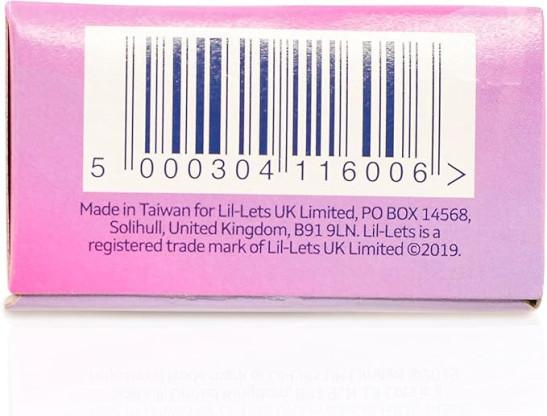 5 000304 116006 >
Made in Taiwan for Lil-Lets UK Limited, PO BOX 14568,
Solihull, United Kingdom, B91 9LN. Lil-Lets is a
registered trade mark of Lil-Lets UK Limited ©2019.